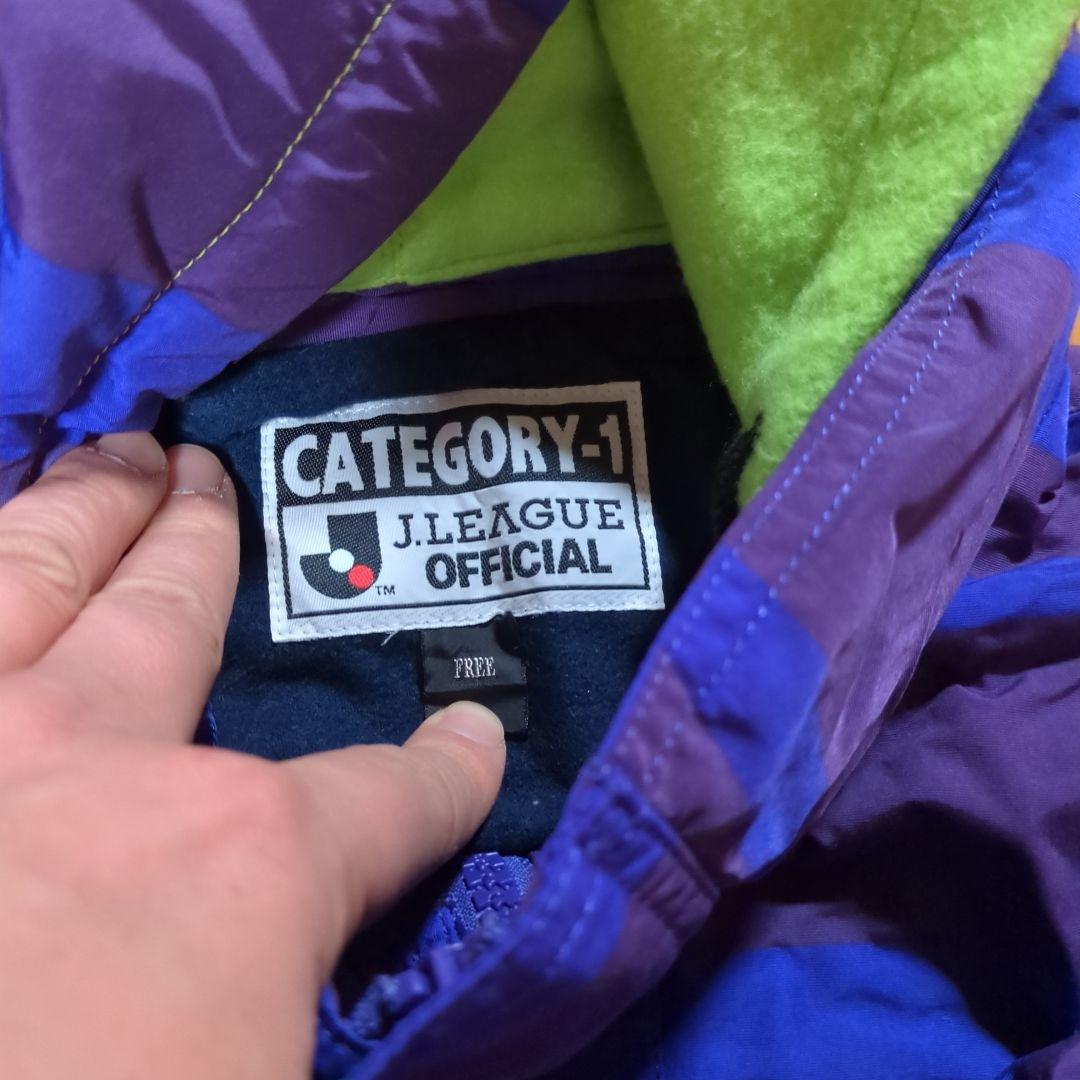 CATEGORY-1
J.LEAGUE
OFFICIAL
TM
FREE